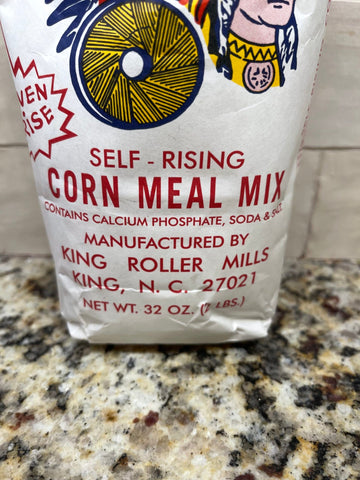 VEN
RISE
SELF - RISING
CORN MEAL MIX
CONTAINS CALCIUM PHOSPHATE, SODA & SALT
MANUFACTURED BY
KING ROLLER MILLS
KING, N. C. 27021
NET WT. 32 OZ. (2 LBS.)